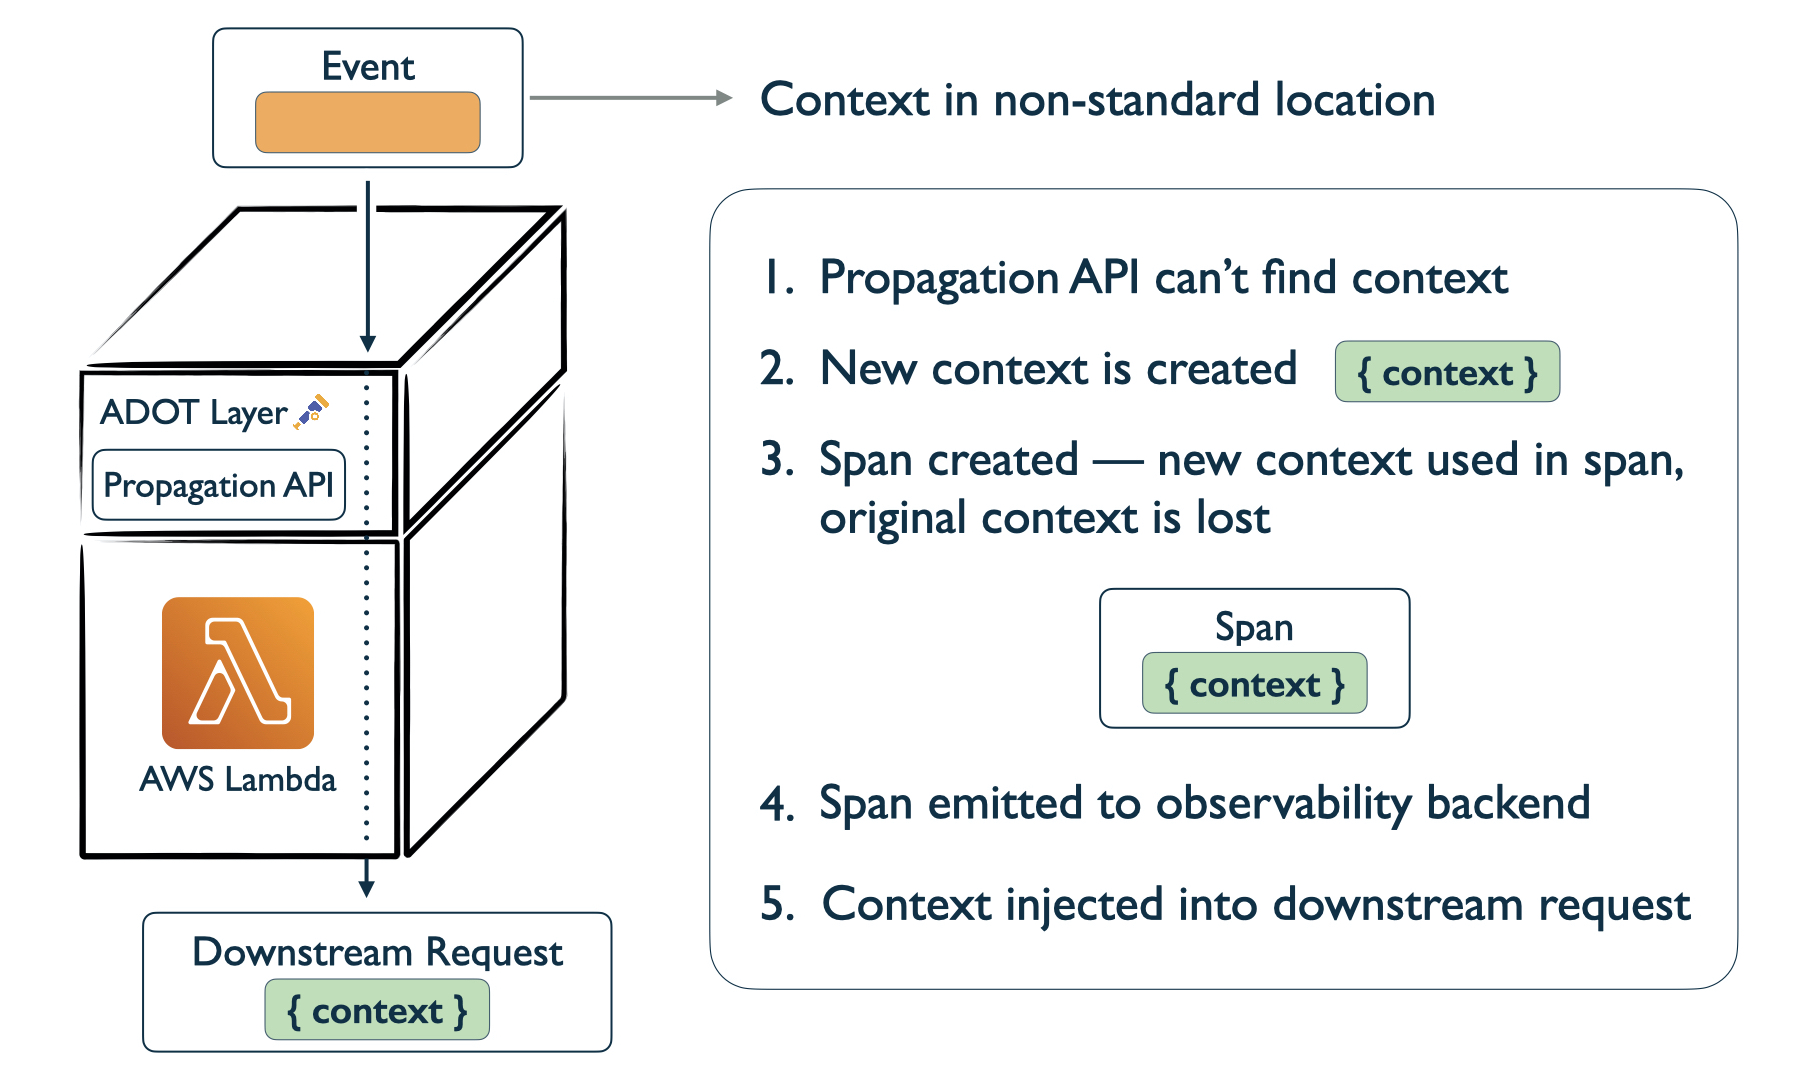 Event
Context in non-standard location
ADOT Layer
Propagation API
AWS Lambda
Downstream Request
{ context }
1. Propagation API can’t find context
2. New context is created { context }
3. Span created — new context used in span,
original context is lost
Span
{ context }
4. Span emitted to observability backend
5. Context injected into downstream request